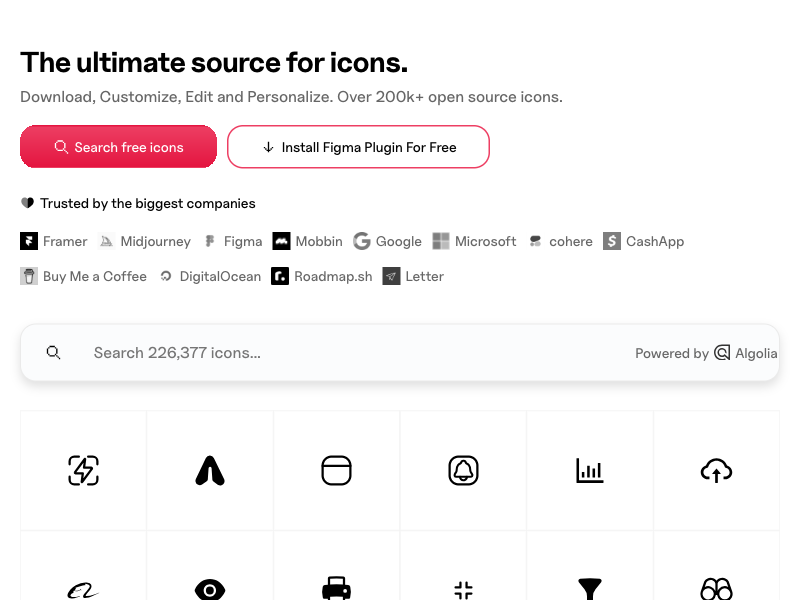 The ultimate source for icons.
Download, Customize, Edit and Personalize. Over 200k+ open source icons.
Search free icons
Install Figma Plugin For Free
Trusted by the biggest companies
Framer Midjourney Figma Mobbin Google Microsoft cohere CashApp
Buy Me a Coffee DigitalOcean Roadmap.sh Letter
Search 226,377 icons...
Powered by Algolia